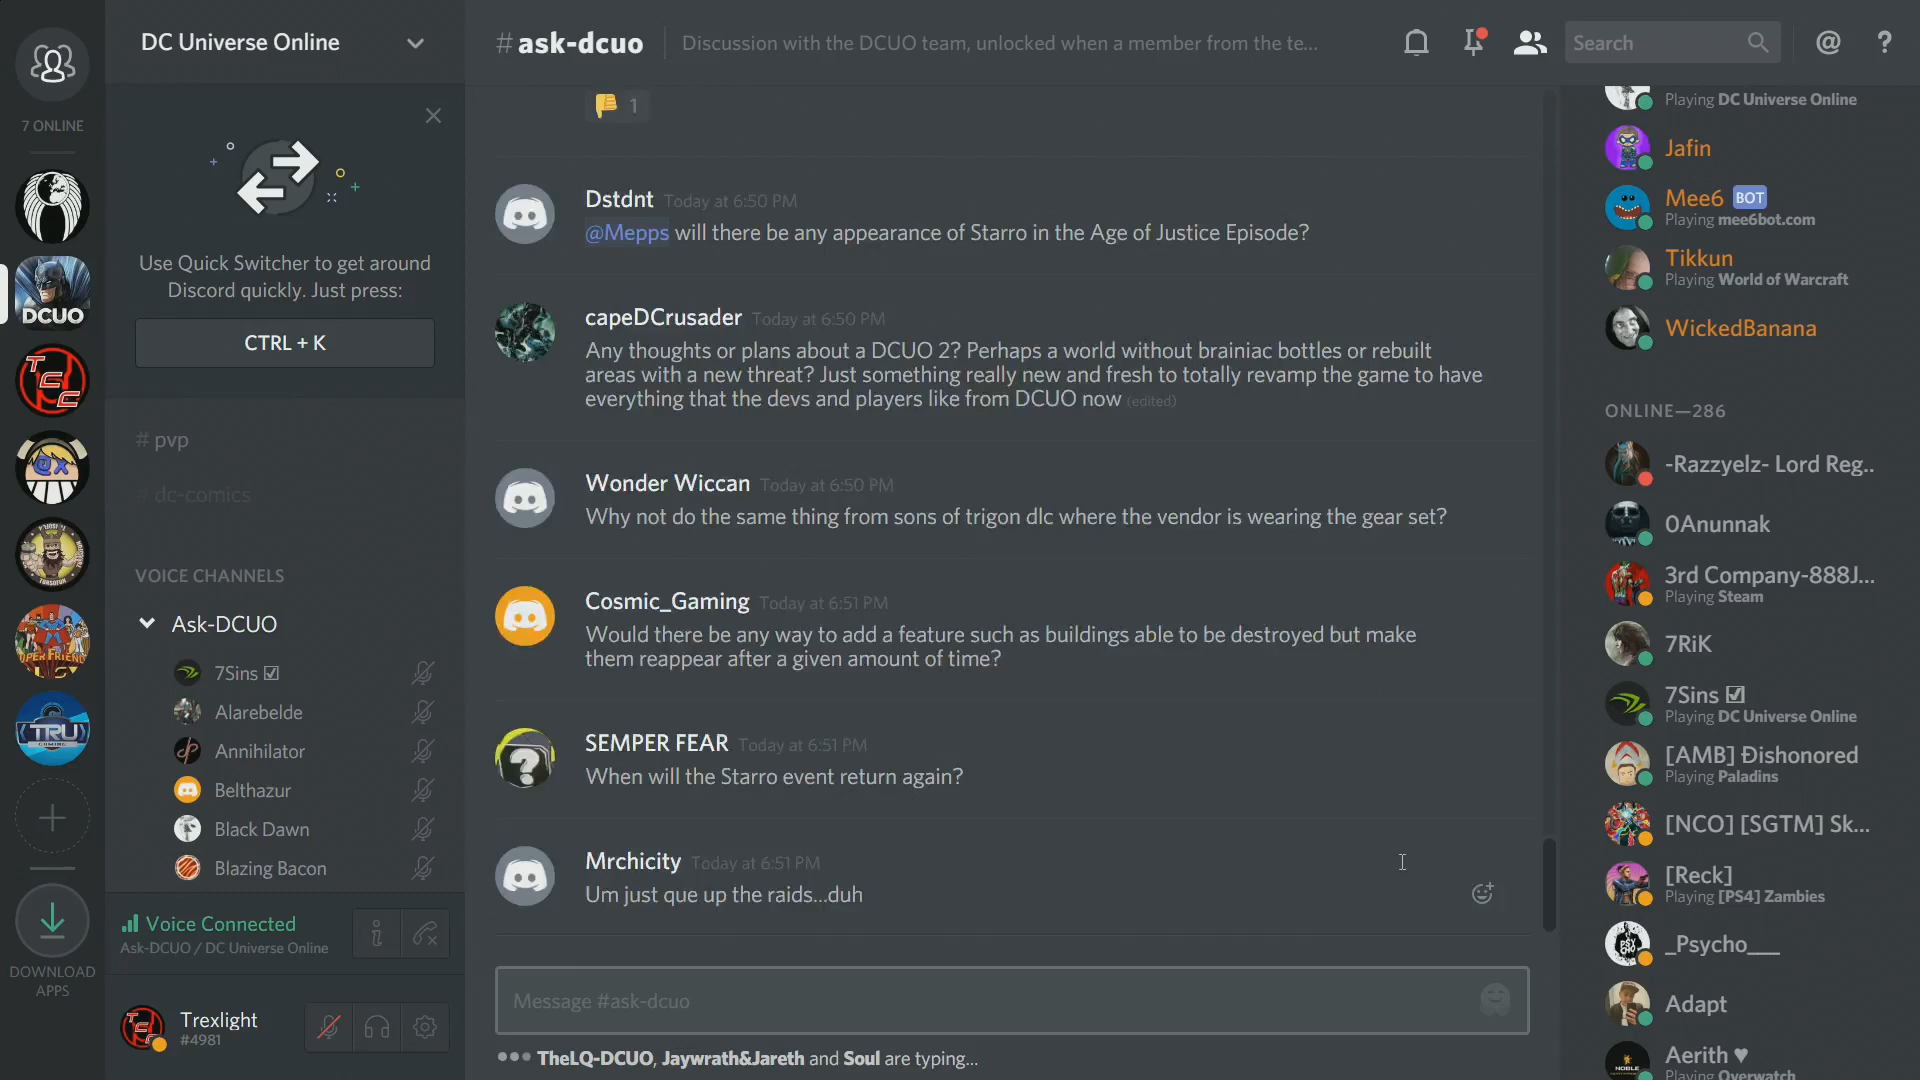 7 ONLINE
DCUO
TCC
@X
SUPER FRIENDS
TRU
GAMING
DOWNLOAD
APPS
DC Universe Online
Use Quick Switcher to get around
Discord quickly. Just press:
CTRL + K
# pvp
# dc-comics
VOICE CHANNELS
Ask-DCUO
7Sins ☑
Alarebelde
Annihilator
Belthazur
Black Dawn
Blazing Bacon
Voice Connected
Ask-DCUO / DC Universe Online
Trexlight
#4981
# ask-dcuo
Discussion with the DCUO team, unlocked when a member from the te...
Search
1
Dstdnt Today at 6:50 PM
@Mepps will there be any appearance of Starro in the Age of Justice Episode?
capeDCrusader Today at 6:50 PM
Any thoughts or plans about a DCUO 2? Perhaps a world without brainiac bottles or rebuilt
areas with a new threat? Just something really new and fresh to totally revamp the game to have
everything that the devs and players like from DCUO now (edited)
Wonder Wiccan Today at 6:50 PM
Why not do the same thing from sons of trigon dlc where the vendor is wearing the gear set?
Cosmic_Gaming Today at 6:51 PM
Would there be any way to add a feature such as buildings able to be destroyed but make
them reappear after a given amount of time?
SEMPER FEAR Today at 6:51 PM
When will the Starro event return again?
Mrchicity Today at 6:51 PM
Um just que up the raids...duh
Message #ask-dcuo
TheLQ-DCUO, Jaywrath&Jareth and Soul are typing...
Playing DC Universe Online
Jafin
Mee6 BOT
Playing mee6bot.com
Tikkun
Playing World of Warcraft
WickedBanana
ONLINE—286
-Razzyelz- Lord Reg..
0Anunnak
3rd Company-888J...
Playing Steam
7RiK
7Sins ☑
Playing DC Universe Online
[AMB] Ðishonored
Playing Paladins
[NCO] [SGTM] Sk...
[Reck]
Playing [PS4] Zambies
_Psycho___
Adapt
Aerith ♥
Playing Overwatch